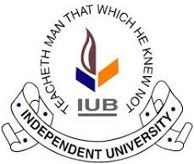 TEACHETH MAN THAT WHICH HE KNEW NOT
IUB
INDEPENDENT UNIVERSITY